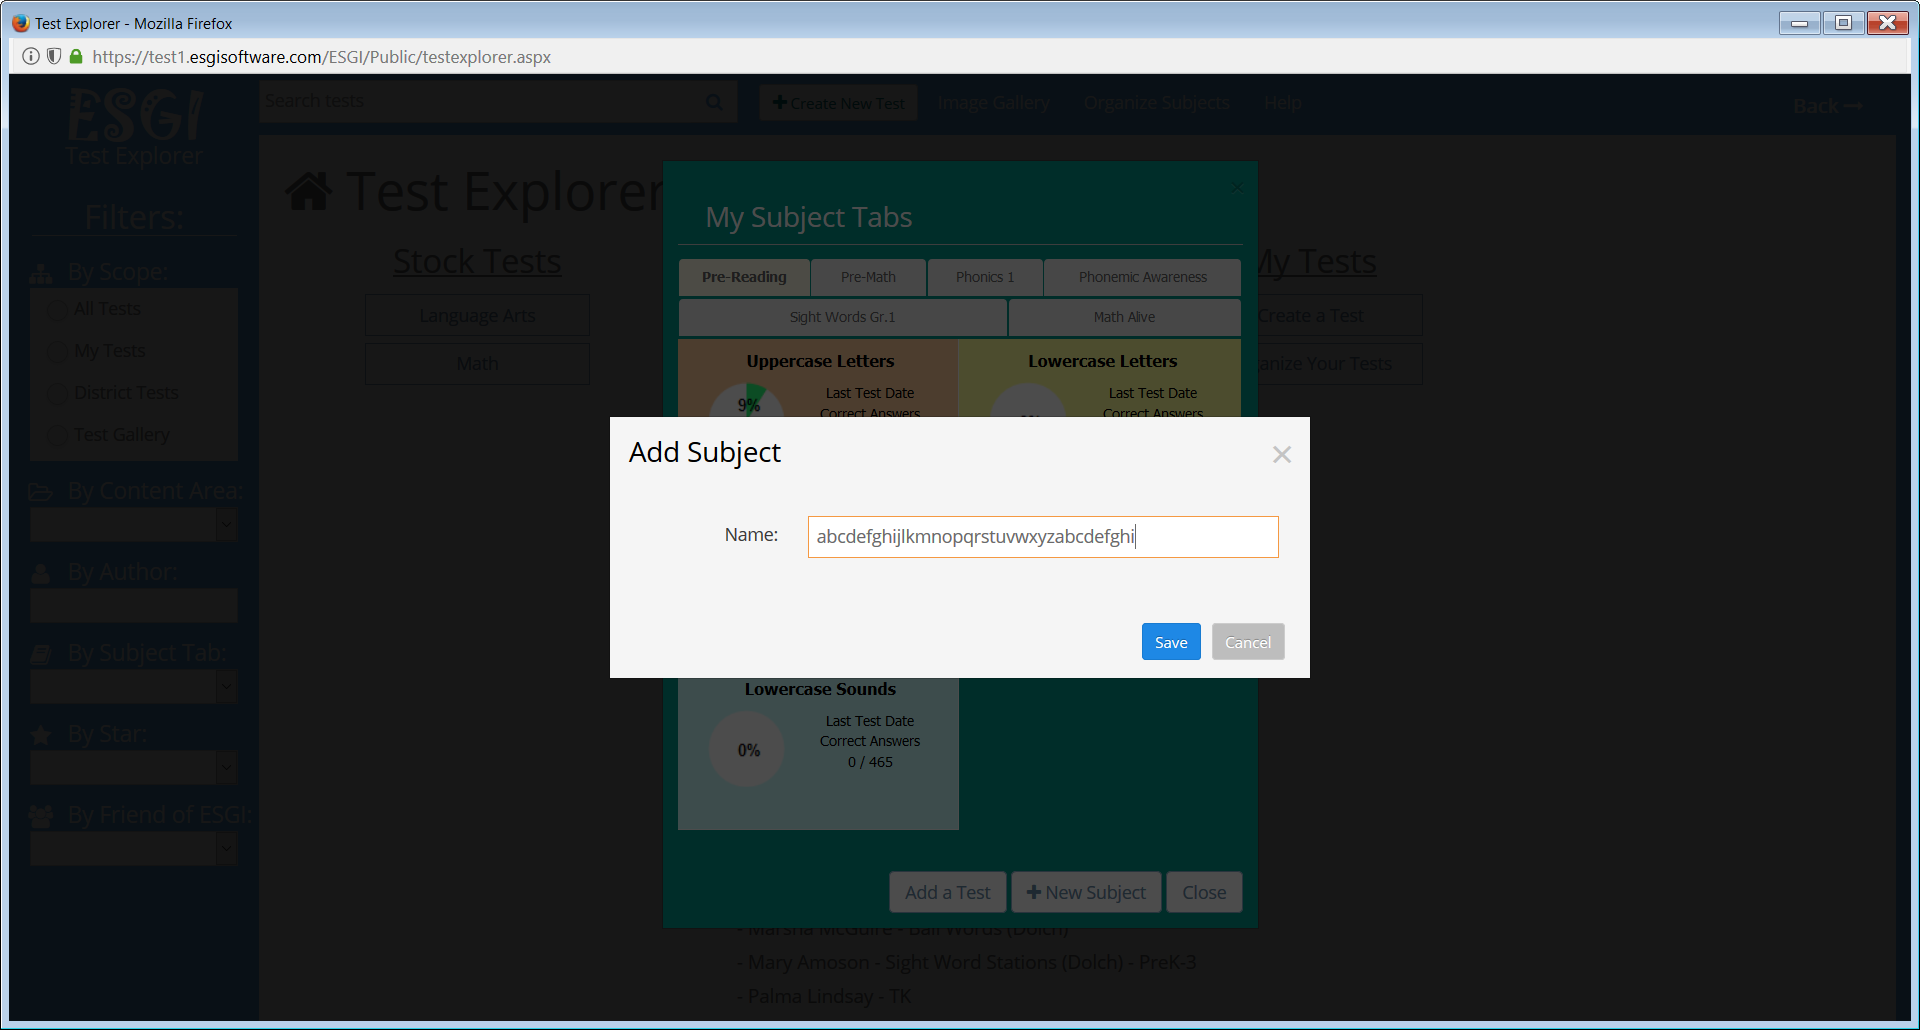 Test Explorer - Mozilla Firefox
https://test1.esgisoftware.com/ESGI/Public/testexplorer.aspx
ESGI
Test Explorer
Search tests
Create New Test
Image Gallery
Organize Subjects
Help
Back
Filters:
By Scope:
All Tests
My Tests
District Tests
Test Gallery
By Content Area:
By Author:
By Subject Tab:
By Star:
By Friend of ESGI:
Test Explorer
Stock Tests
Language Arts
Math
My Tests
Create a Test
anize Your Tests
My Subject Tabs
Pre-Reading Pre-Math Phonics 1 Phonemic Awareness
Sight Words Gr.1 Math Alive
Uppercase Letters
9%
Last Test Date
Correct Answers
Lowercase Letters
Last Test Date
Correct Answers
Add Subject
Name: abcdefghijlkmnopqrstuvwxyzabcdefghi
Save Cancel
Lowercase Sounds
0%
Last Test Date
Correct Answers
0 / 465
Add a Test New Subject Close
- Marsha McGuire - Ball Words (Dolch)
- Mary Amoson - Sight Word Stations (Dolch) - PreK-3
- Palma Lindsay - TK